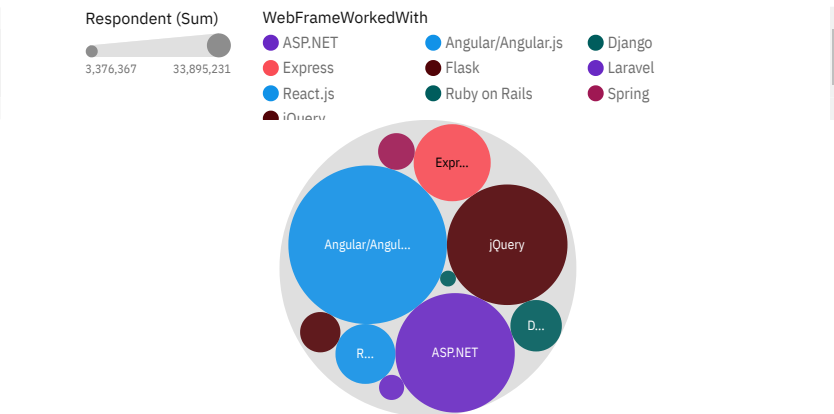 Respondent (Sum)
3,376,367 33,895,231
WebFrameWorkedWith
ASP.NET Angular/Angular.js Django
Express Flask Laravel
React.js Ruby on Rails Spring
jQuery
Expr...
Angular/Angul... jQuery
D...
R... ASP.NET